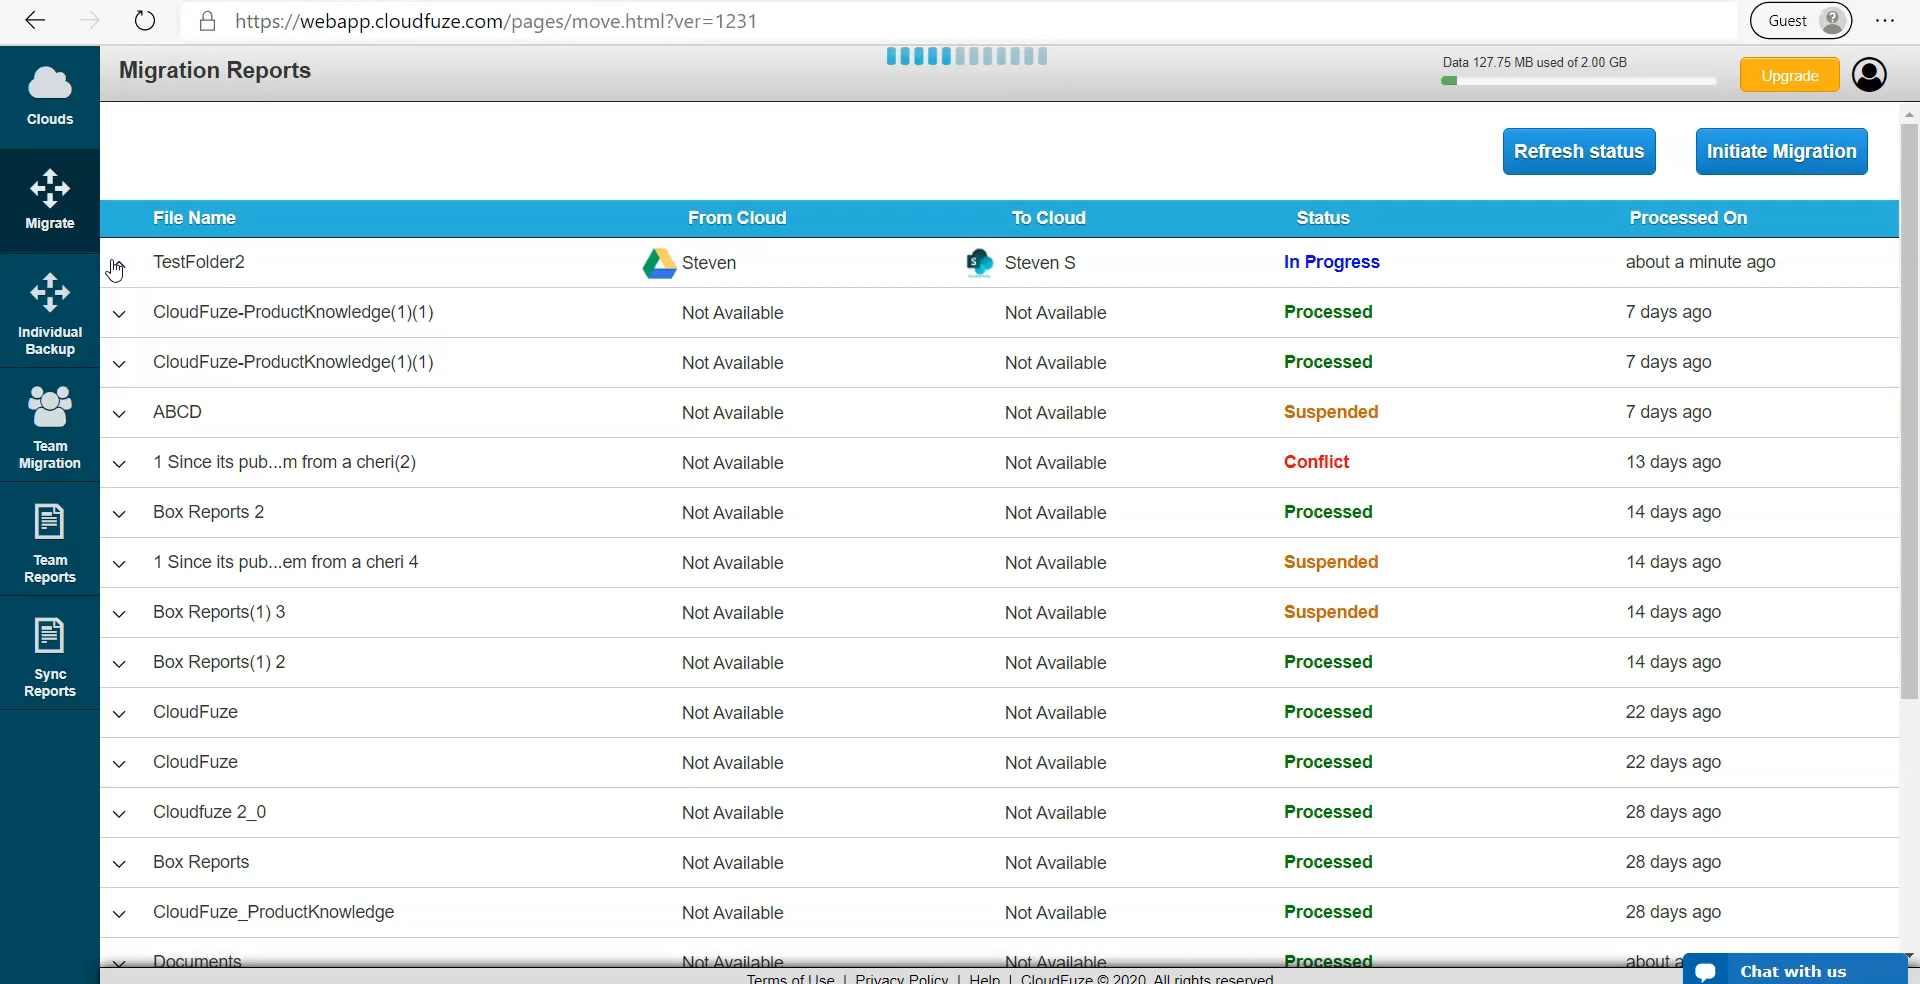 https://webapp.cloudfuze.com/pages/move.html?ver=1231
Guest
Migration Reports
Data 127.75 MB used of 2.00 GB
Upgrade
Clouds
Migrate
Individual
Backup
Team
Migration
Team
Reports
Sync
Reports
Refresh status
Initiate Migration
File Name From Cloud To Cloud Status Processed On
TestFolder2 Steven Steven S In Progress about a minute ago
CloudFuze-ProductKnowledge(1)(1) Not Available Not Available Processed 7 days ago
CloudFuze-ProductKnowledge(1)(1) Not Available Not Available Processed 7 days ago
ABCD Not Available Not Available Suspended 7 days ago
1 Since its pub...m from a cheri(2) Not Available Not Available Conflict 13 days ago
Box Reports 2 Not Available Not Available Processed 14 days ago
1 Since its pub...em from a cheri 4 Not Available Not Available Suspended 14 days ago
Box Reports(1) 3 Not Available Not Available Suspended 14 days ago
Box Reports(1) 2 Not Available Not Available Processed 14 days ago
CloudFuze Not Available Not Available Processed 22 days ago
CloudFuze Not Available Not Available Processed 22 days ago
Cloudfuze 2_0 Not Available Not Available Processed 28 days ago
Box Reports Not Available Not Available Processed 28 days ago
CloudFuze_ProductKnowledge Not Available Not Available Processed 28 days ago
Documents Not Available Not Available Processed about a
Terms of Use | Privacy Policy | Help | CloudFuze © 2020, All rights reserved
Chat with us